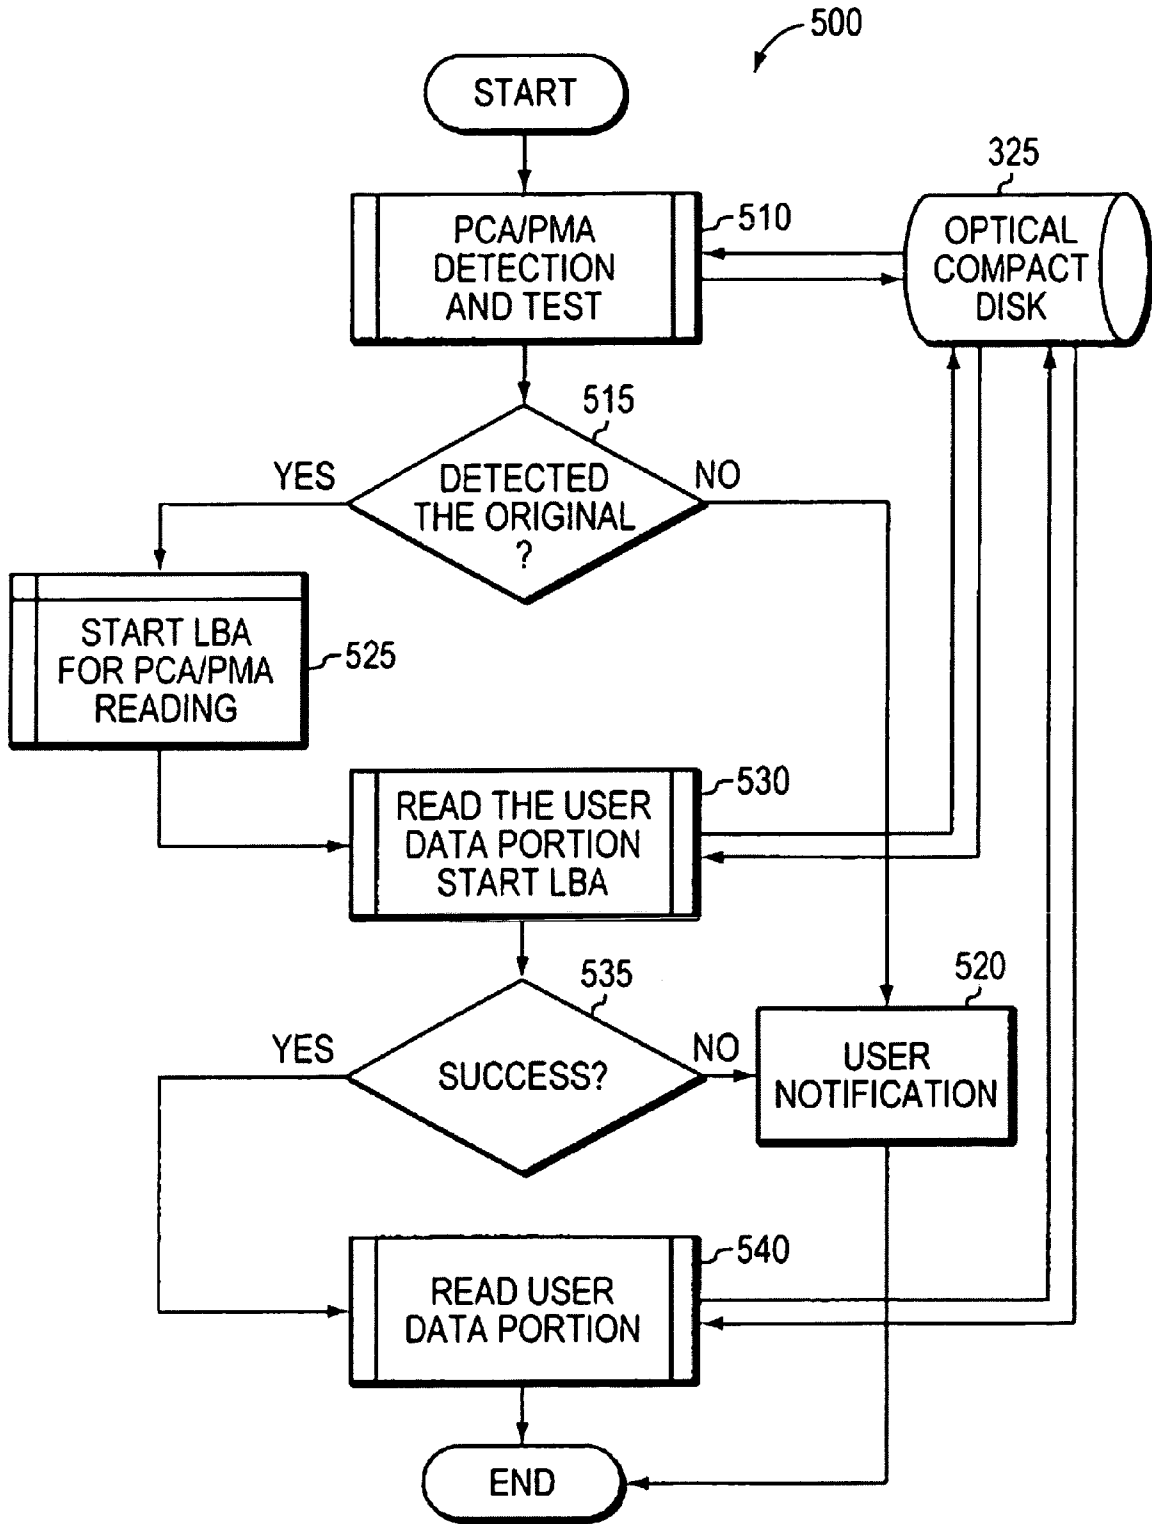 500
START
325
PCA/PMA
DETECTION
AND TEST
510
OPTICAL
COMPACT
DISK
515
YES
DETECTED
THE ORIGINAL
?
NO
START LBA
FOR PCA/PMA
READING
525
READ THE USER
DATA PORTION
START LBA
530
535
520
YES
SUCCESS?
NO
USER
NOTIFICATION
READ USER
DATA PORTION
540
END